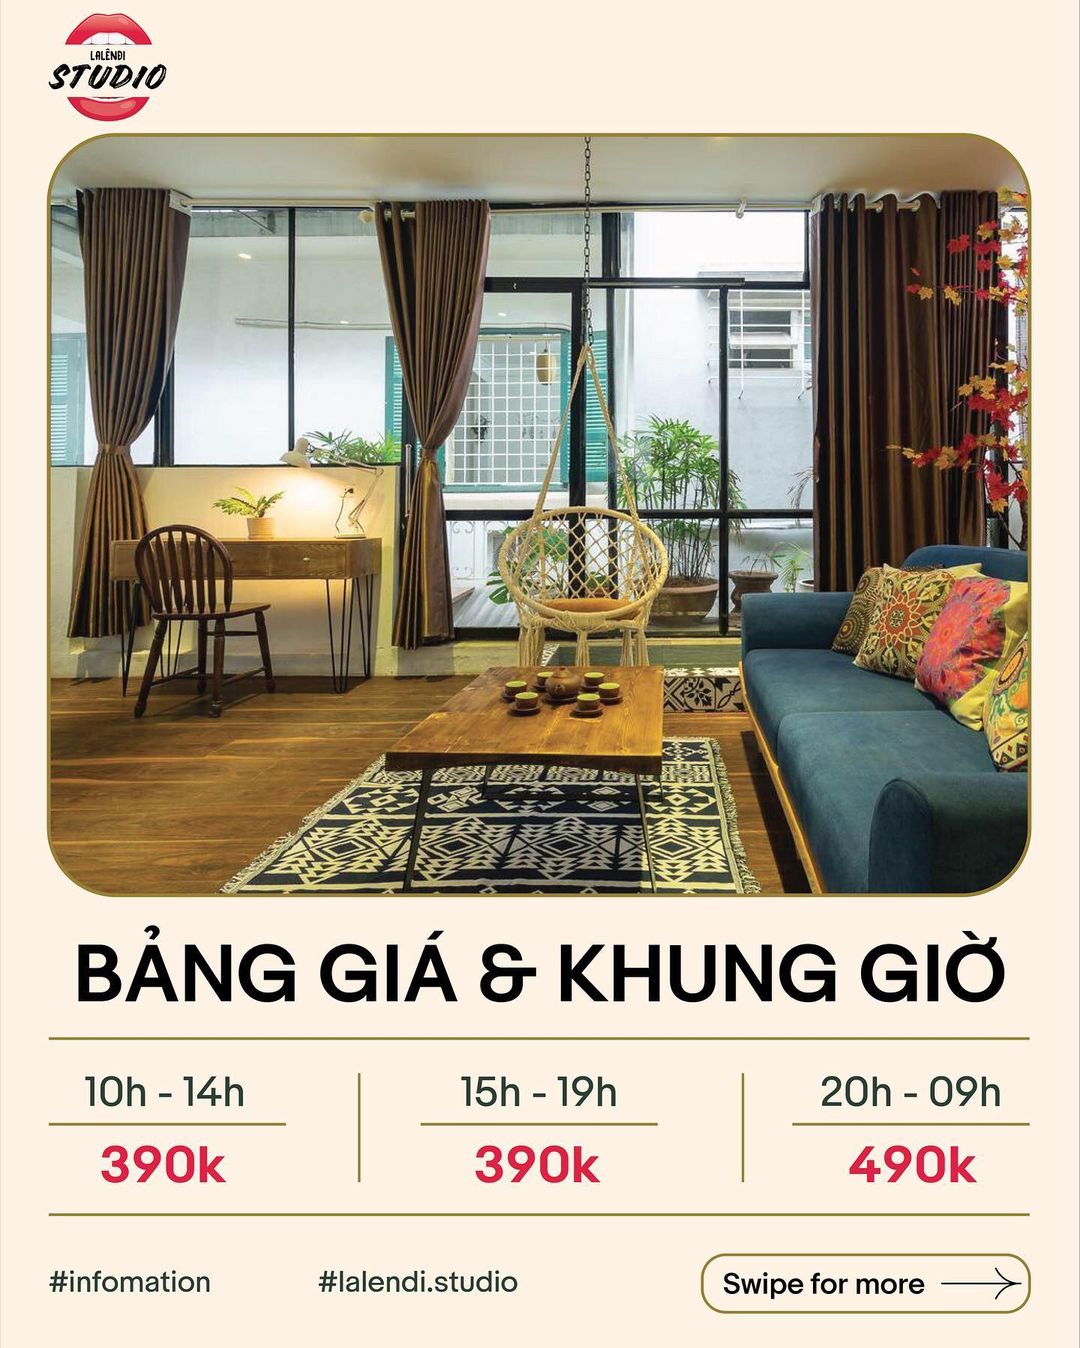 LALÊNĐI
STUDIO
BẢNG GIÁ & KHUNG GIỜ
10h - 14h
390k
15h - 19h
390k
20h - 09h
490k
#infomation
#lalendi.studio
Swipe for more